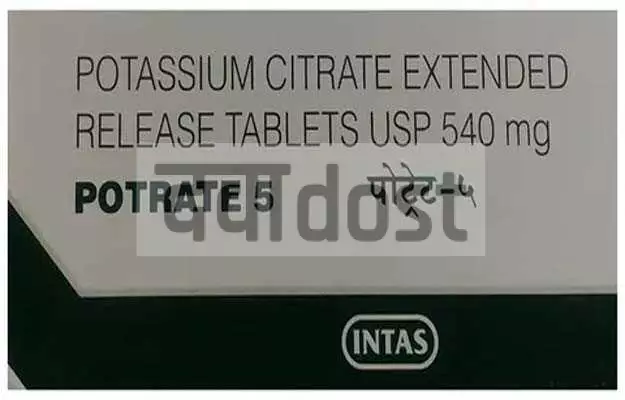 POTASSIUM CITRATE EXTENDED
RELEASE TABLETS USP 540 mg
POTRATE 5 पोट्रेट-५
दवाdost
INTAS